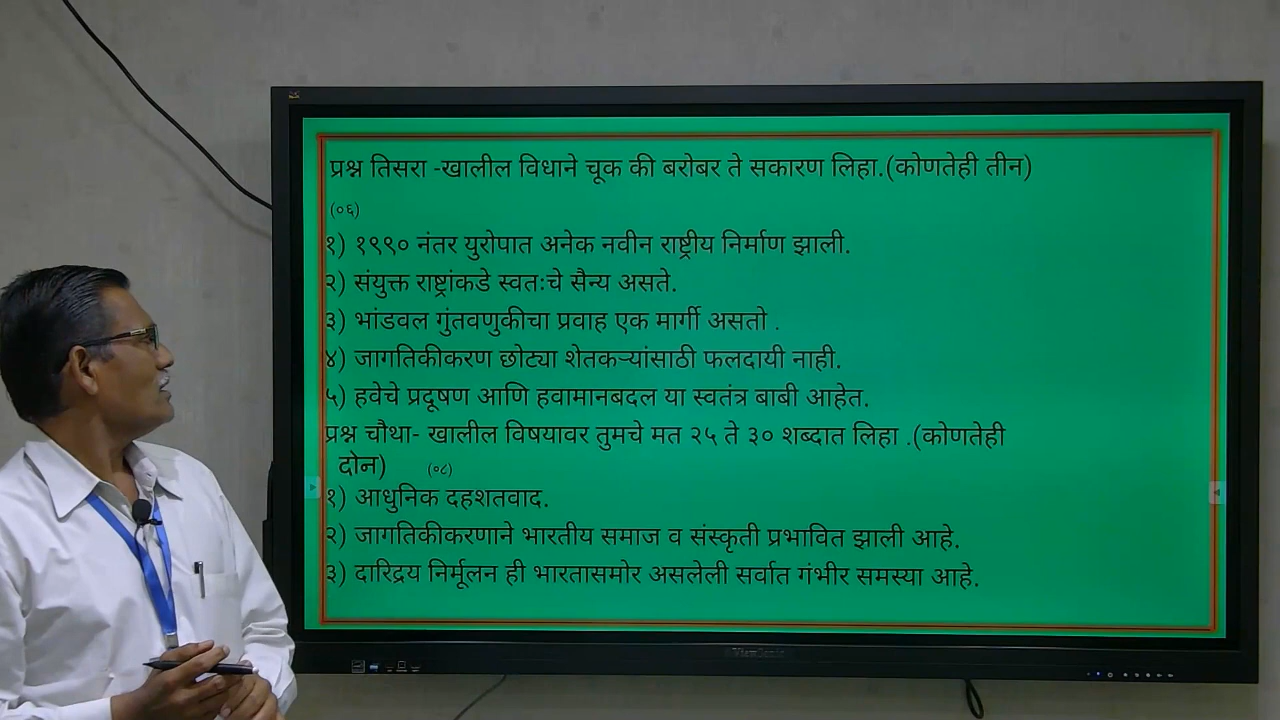 प्रश्न तिसरा -खालील विधाने चूक की बरोबर ते सकारण लिहा.(कोणतेही तीन)
(०६)
१) १९९० नंतर युरोपात अनेक नवीन राष्ट्रीय निर्माण झाली.
२) संयुक्त राष्ट्रांकडे स्वतःचे सैन्य असते.
३) भांडवल गुंतवणुकीचा प्रवाह एक मार्गी असतो .
४) जागतिकीकरण छोट्या शेतकऱ्यांसाठी फलदायी नाही.
५) हवेचे प्रदूषण आणि हवामानबदल या स्वतंत्र बाबी आहेत.
प्रश्न चौथा- खालील विषयावर तुमचे मत २५ ते ३० शब्दात लिहा .(कोणतेही
दोन) (०८)
१) आधुनिक दहशतवाद.
२) जागतिकीकरणाने भारतीय समाज व संस्कृती प्रभावित झाली आहे.
३) दारिद्रय निर्मूलन ही भारतासमोर असलेली सर्वात गंभीर समस्या आहे.
ViewSonic